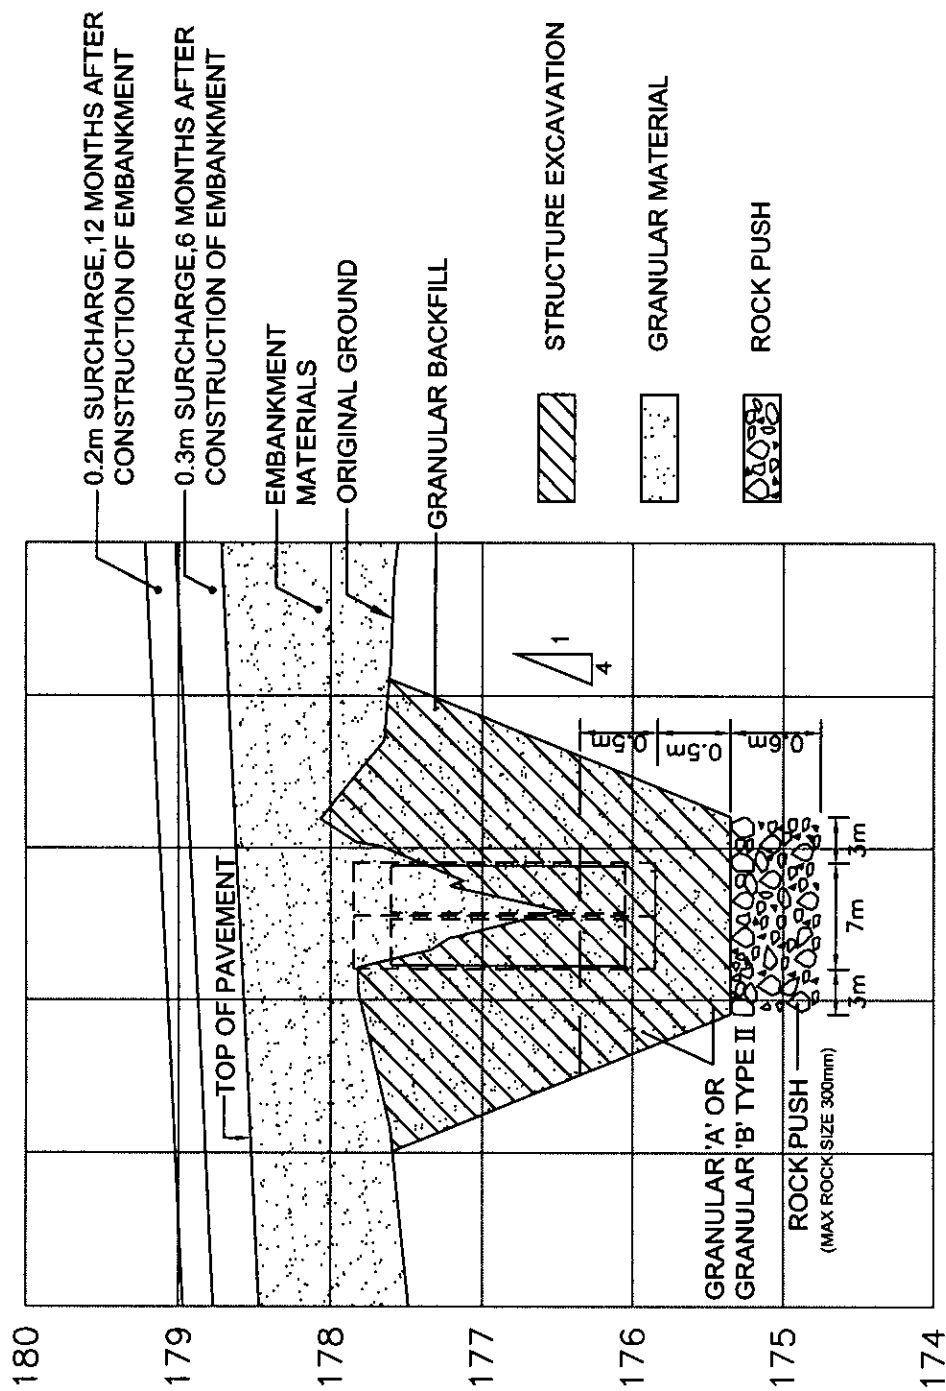 0.2m SURCHARGE,12 MONTHS AFTER
CONSTRUCTION OF EMBANKMENT
0.3m SURCHARGE,6 MONTHS AFTER
CONSTRUCTION OF EMBANKMENT
EMBANKMENT
MATERIALS
ORIGINAL GROUND
GRANULAR BACKFILL
TOP OF PAVEMENT
1
4
0.5m
0.5m
0.6m
3m
7m
3m
GRANULAR 'A' OR
GRANULAR 'B' TYPE II
ROCK PUSH
(MAX ROCK SIZE 300mm)
STRUCTURE EXCAVATION
GRANULAR MATERIAL
ROCK PUSH
180
179
178
177
176
175
174